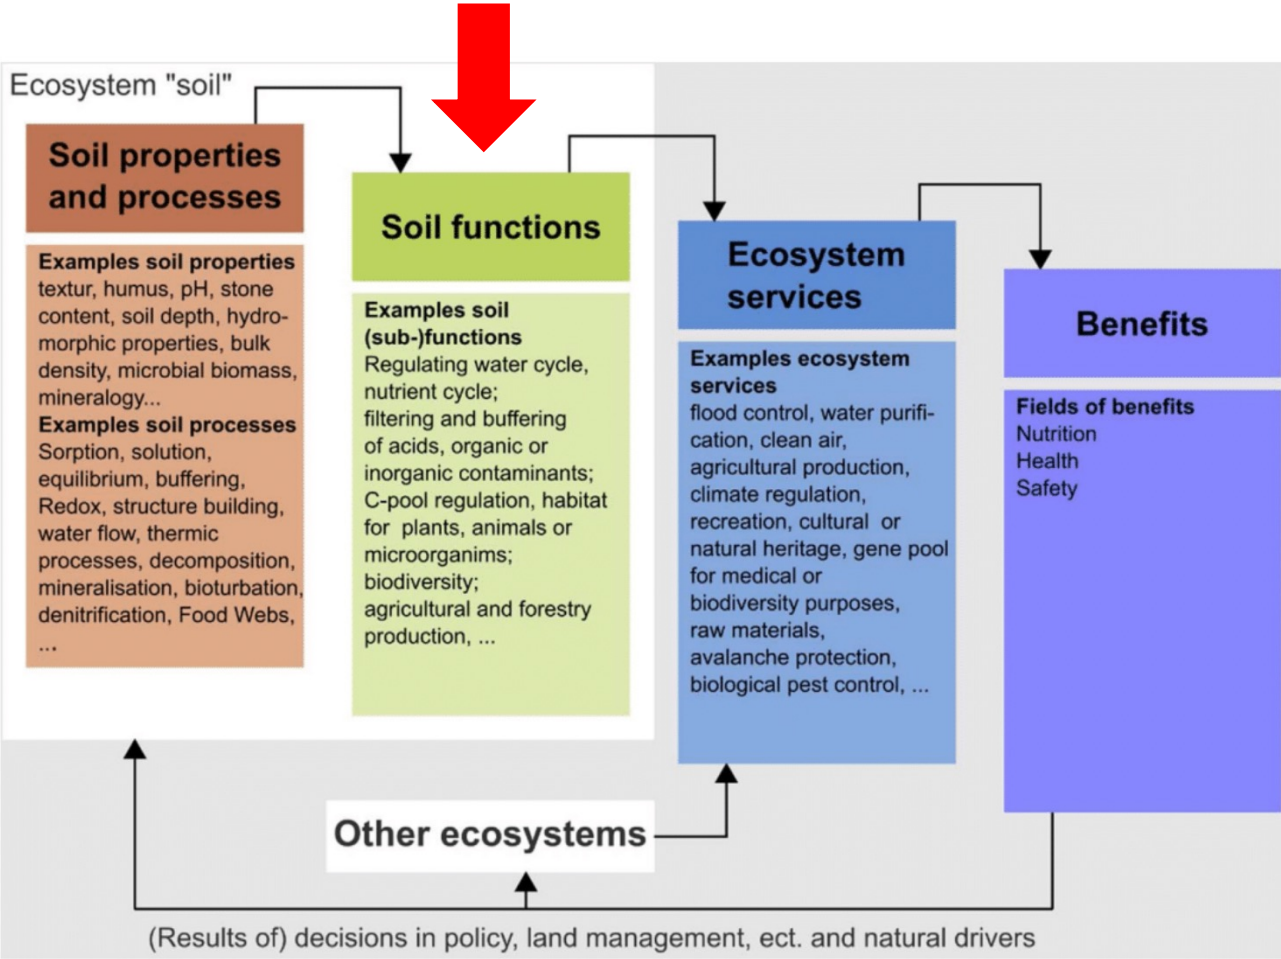 Ecosystem "soil"
Soil properties
and processes
Examples soil properties
textur, humus, pH, stone
content, soil depth, hydro-
morphic properties, bulk
density, microbial biomass,
mineralogy...
Examples soil processes
Sorption, solution,
equilibrium, buffering,
Redox, structure building,
water flow, thermic
processes, decomposition,
mineralisation, bioturbation,
denitrification, Food Webs,
...
Soil functions
Examples soil
(sub-)functions
Regulating water cycle,
nutrient cycle;
filtering and buffering
of acids, organic or
inorganic contaminants;
C-pool regulation, habitat
for plants, animals or
microorganims;
biodiversity;
agricultural and forestry
production, ...
Ecosystem
services
Examples ecosystem
services
flood control, water purifi-
cation, clean air,
agricultural production,
climate regulation,
recreation, cultural or
natural heritage, gene pool
for medical or
biodiversity purposes,
raw materials,
avalanche protection,
biological pest control, ...
Benefits
Fields of benefits
Nutrition
Health
Safety
Other ecosystems
(Results of) decisions in policy, land management, ect. and natural drivers